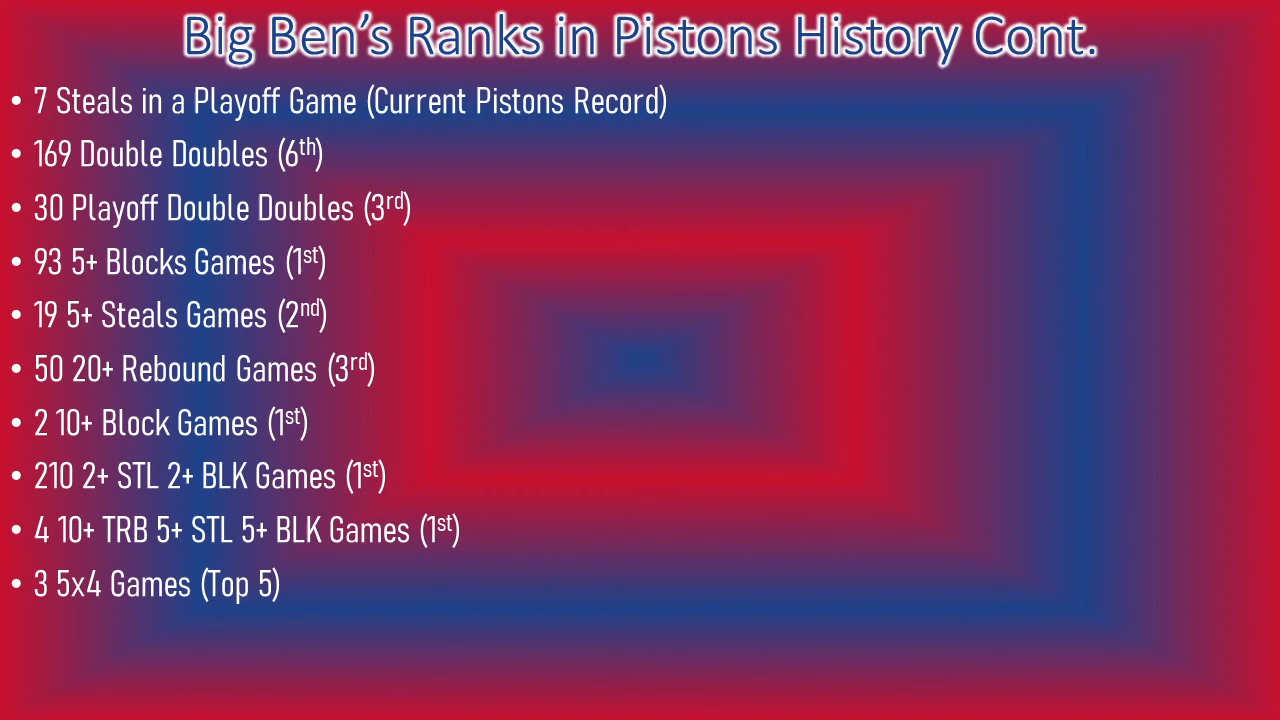 Big Ben's Ranks in Pistons History Cont.
• 7 Steals in a Playoff Game (Current Pistons Record)
• 169 Double Doubles (6th)
• 30 Playoff Double Doubles (3rd)
• 93 5+ Blocks Games (1st)
• 19 5+ Steals Games (2nd)
• 50 20+ Rebound Games (3rd)
• 2 10+ Block Games (1st)
• 210 2+ STL 2+ BLK Games (1st)
• 4 10+ TRB 5+ STL 5+ BLK Games (1st)
• 3 5x4 Games (Top 5)